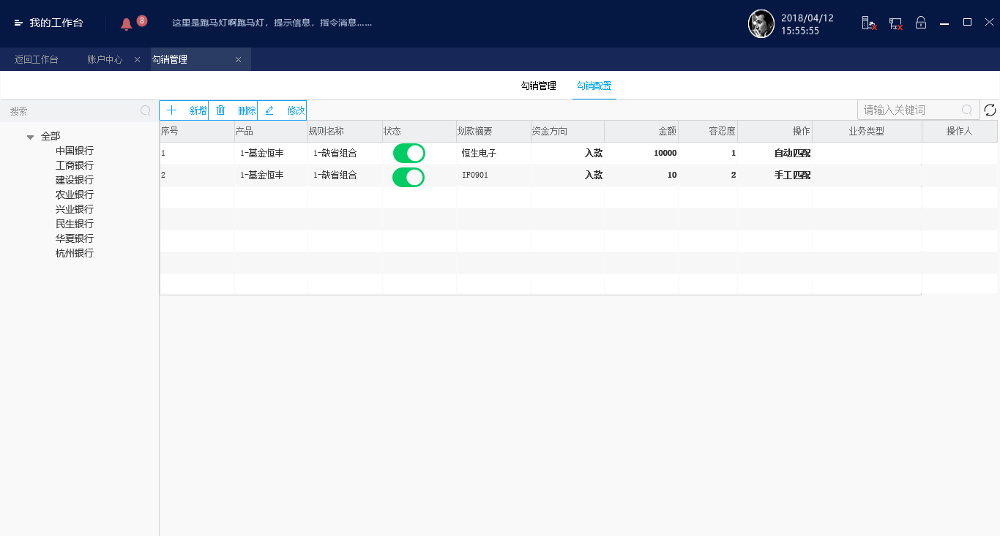 我的工作台 8 这里是跑马灯啊跑马灯，提示信息，指令消息…… 2018/04/12
15:55:55
返回工作台 账户中心 勾销管理
勾销管理 勾销配置
搜索 新增 删除 修改 请输入关键词
序号 产品 规则名称 状态 划款摘要 资金方向 金额 容忍度 操作 业务类型 操作人
全部
中国银行
工商银行
建设银行
农业银行
兴业银行
民生银行
华夏银行
杭州银行
1 1-基金恒丰 1-缺省组合 恒生电子 入款 10000 1 自动匹配
2 1-基金恒丰 1-缺省组合 IF0901 入款 10 2 手工匹配